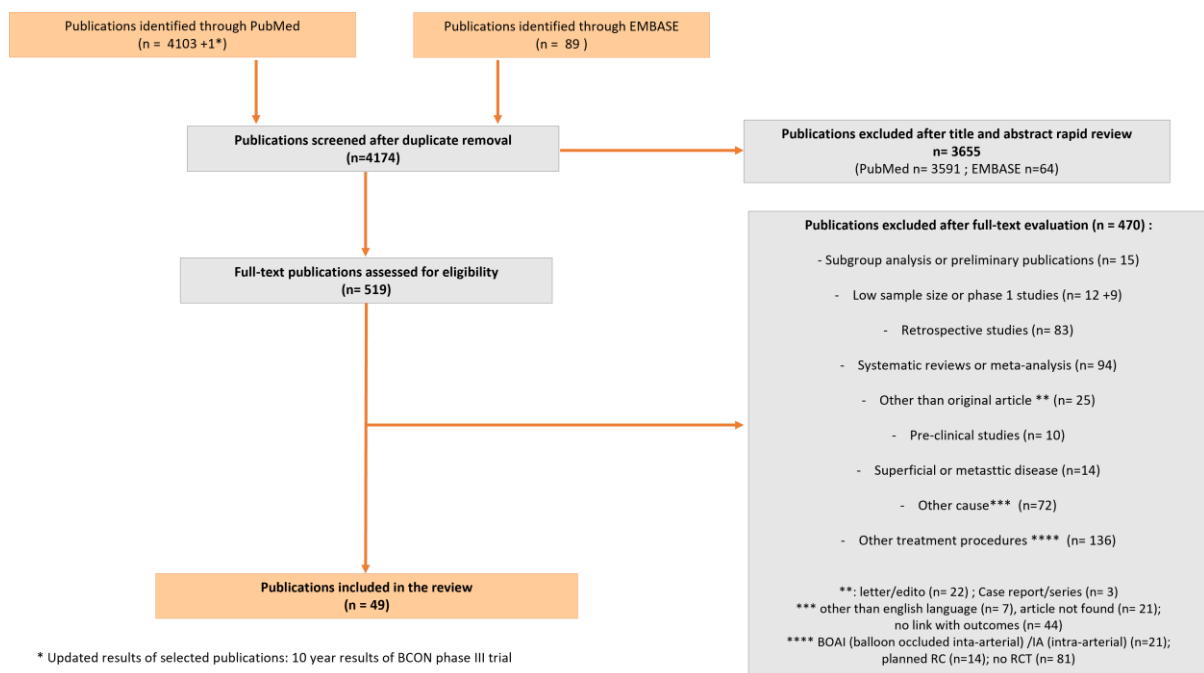 Publications identified through PubMed
(n = 4103 +1*)
Publications identified through EMBASE
(n = 89 )
Publications screened after duplicate removal
(n=4174)
Publications excluded after title and abstract rapid review
n= 3655
(PubMed n= 3591 ; EMBASE n=64)
Full-text publications assessed for eligibility
(n= 519)
Publications excluded after full-text evaluation (n = 470) :
- Subgroup analysis or preliminary publications (n= 15)
- Low sample size or phase 1 studies (n= 12 +9)
- Retrospective studies (n= 83)
- Systematic reviews or meta-analysis (n= 94)
- Other than original article ** (n= 25)
- Pre-clinical studies (n= 10)
- Superficial or metasttic disease (n=14)
- Other cause*** (n=72)
- Other treatment procedures **** (n= 136)
**: letter/edito (n= 22) ; Case report/series (n= 3)
*** other than english language (n= 7), article not found (n= 21);
no link with outcomes (n= 44)
**** BOAI (balloon occluded inta-arterial) /IA (intra-arterial) (n=21);
planned RC (n=14); no RCT (n= 81)
Publications included in the review
(n = 49)
* Updated results of selected publications: 10 year results of BCON phase III trial